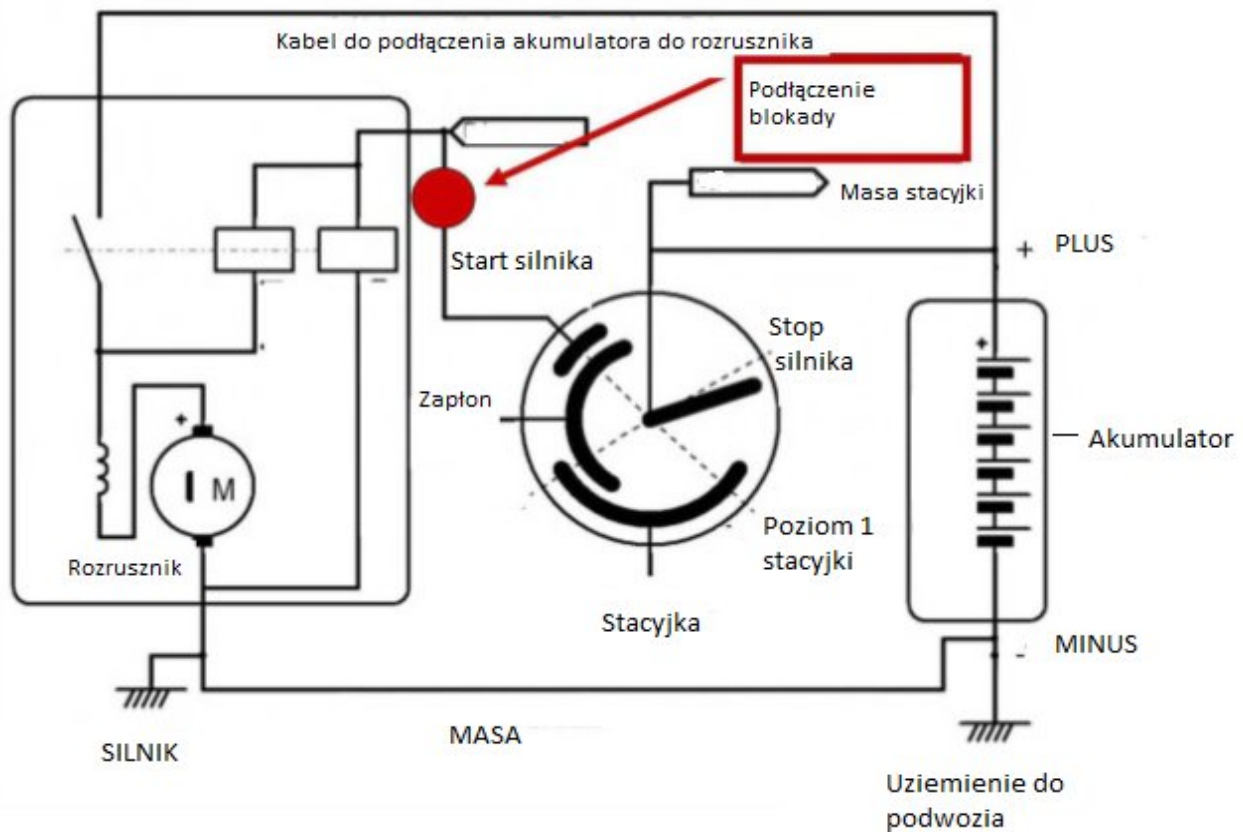 Kabel do podłączenia akumulatora do rozrusznika
Podłączenie
blokady
Masa stacyjki
+ PLUS
Start silnika
Stop
silnika
+
Zapłon
Akumulator
+
M
Poziom 1
stacyjki
Rozrusznik
Stacyjka
- MINUS
SILNIK
MASA
Uziemienie do
podwozia